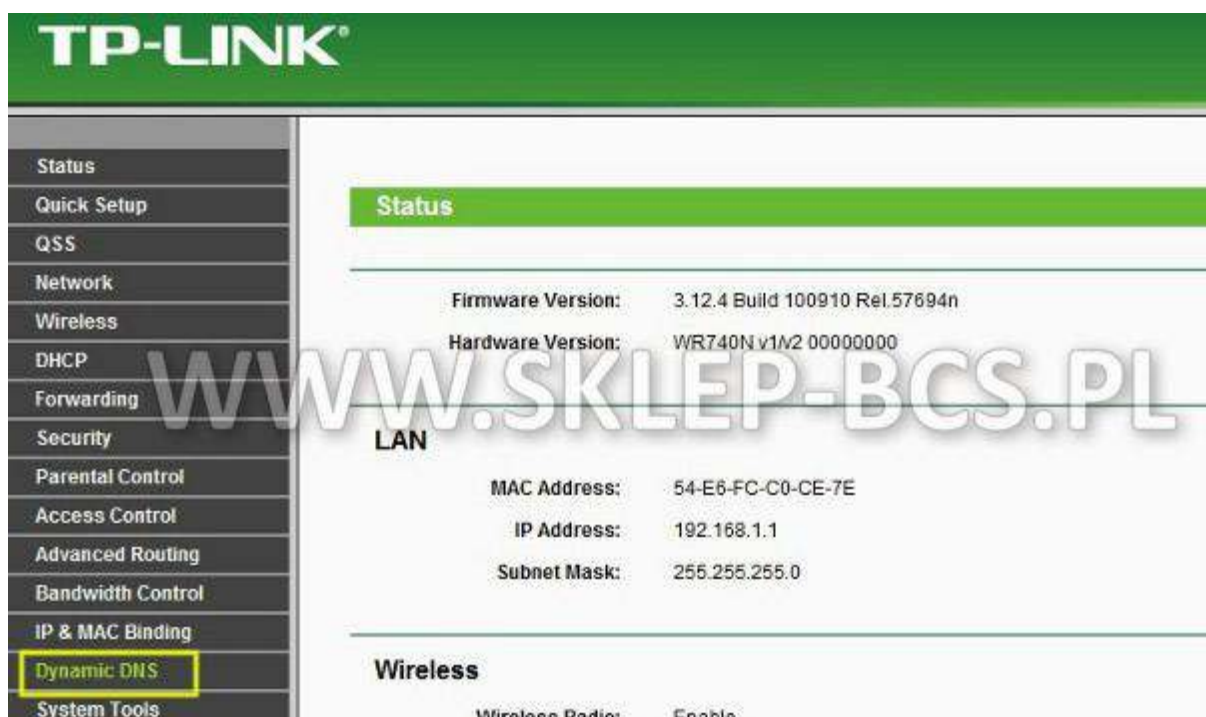 TP-LINK®
Status
Quick Setup
QSS
Network
Wireless
DHCP
Forwarding
Security
Parental Control
Access Control
Advanced Routing
Bandwidth Control
IP & MAC Binding
Dynamic DNS
System Tools
Status
Firmware Version: 3.12.4 Build 100910 Rel.57694n
Hardware Version: WR740N v1/v2 00000000
WWW.SKLEP-BCS.PL
LAN
MAC Address: 54-E6-FC-C0-CE-7E
IP Address: 192.168.1.1
Subnet Mask: 255.255.255.0
Wireless
Wireless Radio: Enable